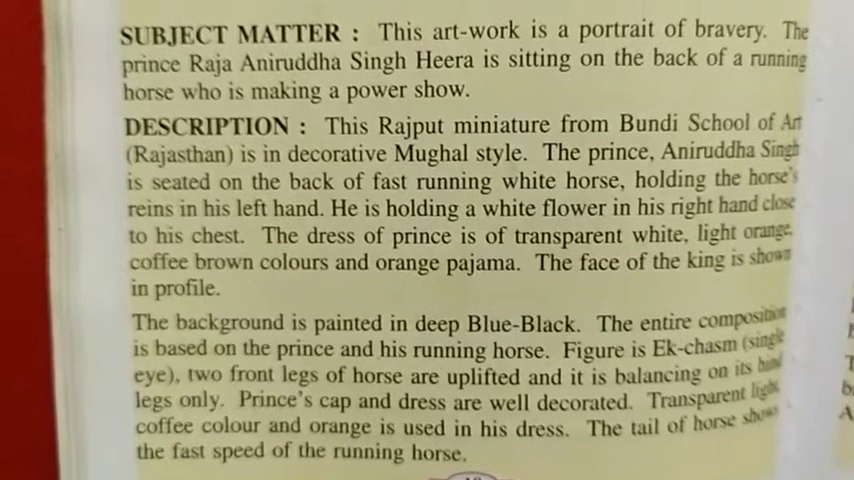 SUBJECT MATTER : This art-work is a portrait of bravery. The
prince Raja Aniruddha Singh Heera is sitting on the back of a running
horse who is making a power show.
DESCRIPTION : This Rajput miniature from Bundi School of Art
(Rajasthan) is in decorative Mughal style. The prince, Aniruddha Singh
is seated on the back of fast running white horse, holding the horse's
reins in his left hand. He is holding a white flower in his right hand close
to his chest. The dress of prince is of transparent white, light orange,
coffee brown colours and orange pajama. The face of the king is shown
in profile.
The background is painted in deep Blue-Black. The entire composition
is based on the prince and his running horse. Figure is Ek-chasm (single
eye), two front legs of horse are uplifted and it is balancing on its hind
legs only. Prince's cap and dress are well decorated. Transparent light
coffee colour and orange is used in his dress. The tail of horse shows
the fast speed of the running horse.